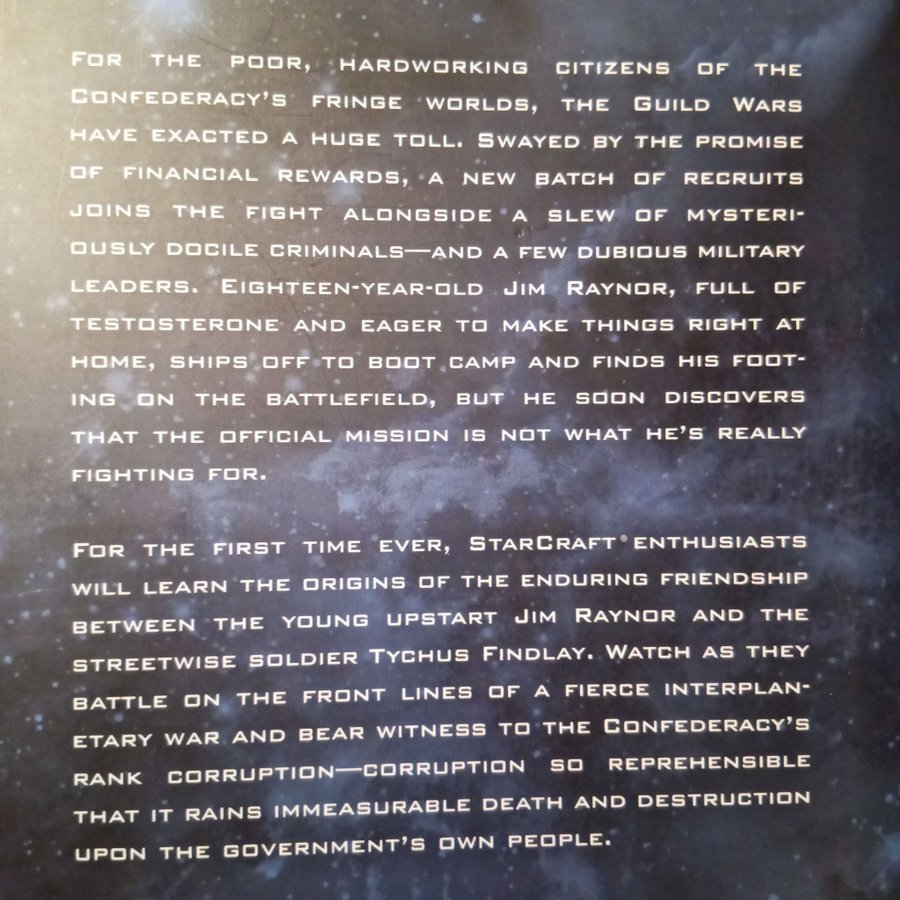 For the poor, hardworking citizens of the
Confederacy's fringe worlds, the Guild Wars
have exacted a huge toll. Swayed by the promise
of financial rewards, a new batch of recruits
joins the fight alongside a slew of mysteri-
ously docile criminals—and a few dubious military
leaders. Eighteen-year-old Jim Raynor, full of
testosterone and eager to make things right at
home, ships off to boot camp and finds his foot-
ing on the battlefield, but he soon discovers
that the official mission is not what he's really
fighting for.
For the first time ever, StarCraft® enthusiasts
will learn the origins of the enduring friendship
between the young upstart Jim Raynor and the
streetwise soldier Tychus Findlay. Watch as they
battle on the front lines of a fierce interplan-
etary war and bear witness to the Confederacy's
rank corruption—corruption so reprehensible
that it rains immeasurable death and destruction
upon the government's own people.